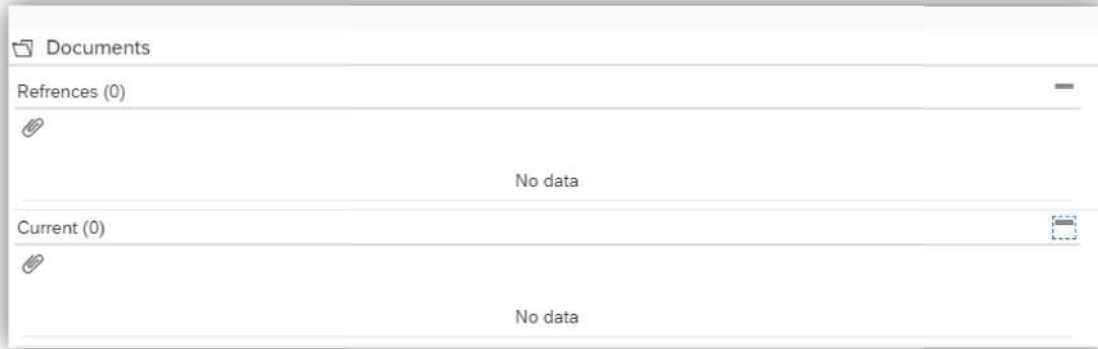 Documents
Refrences (0)
No data
Current (0)
No data